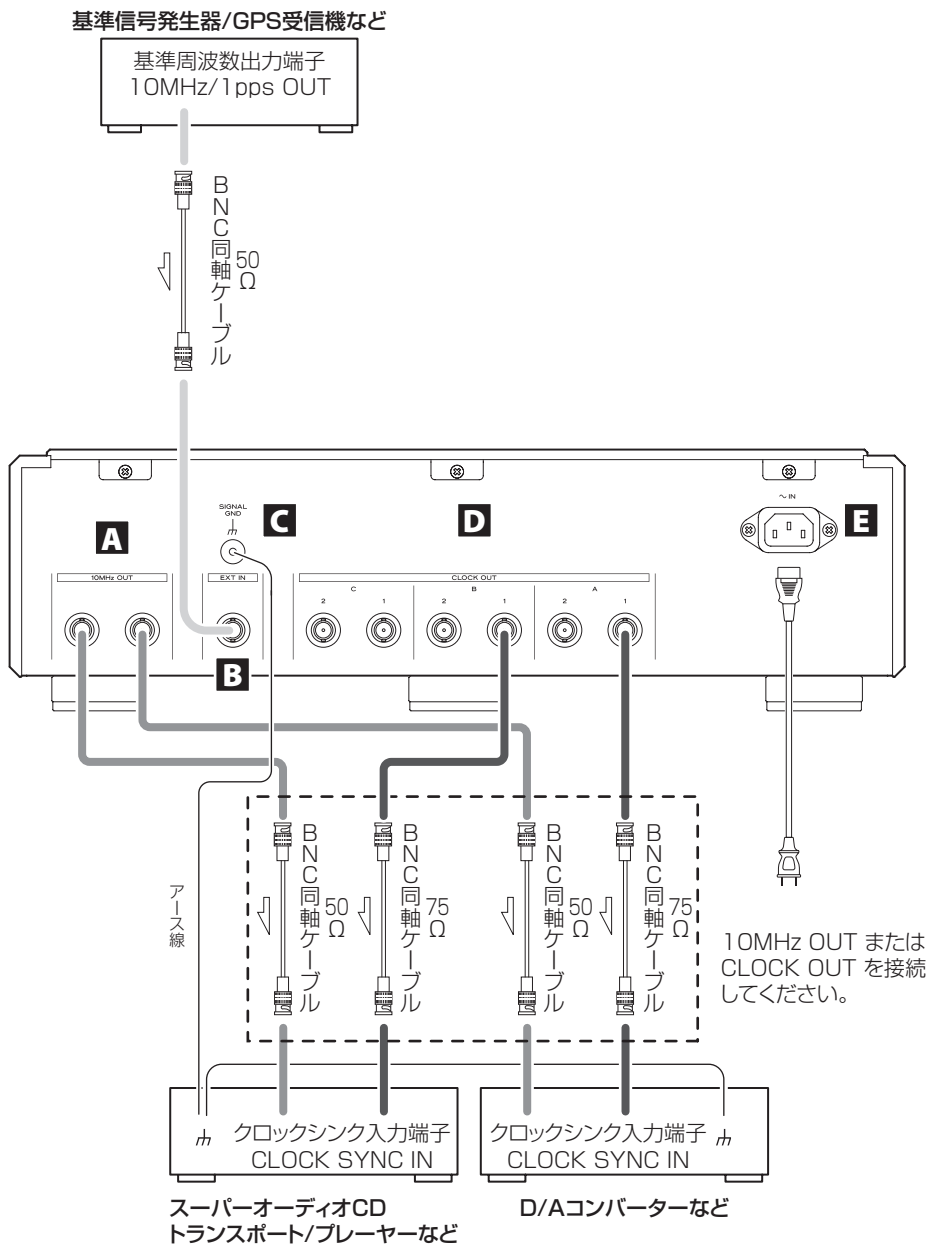 基準信号発生器/GPS受信機など
基準周波数出力端子
10MHz/1pps OUT
BNC同軸ケーブル
50Ω
SIGNAL
GND
A
C
D
E
～ IN
10MHz OUT
EXT IN
CLOCK OUT
C
B
A
2
1
2
1
2
1
B
アース線
BNC同軸ケーブル
50Ω
BNC同軸ケーブル
75Ω
BNC同軸ケーブル
50Ω
BNC同軸ケーブル
75Ω
10MHz OUT または
CLOCK OUT を接続
してください。
クロックシンク入力端子
CLOCK SYNC IN
クロックシンク入力端子
CLOCK SYNC IN
スーパーオーディオCD
トランスポート/プレーヤーなど
D/Aコンバーターなど